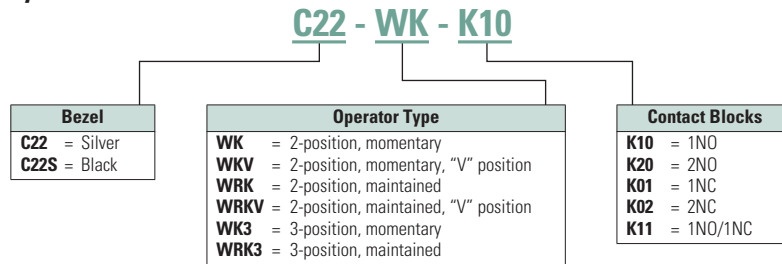 C22 - WK - K10
Bezel
C22 = Silver
C22S = Black
Operator Type
WK = 2-position, momentary
WKV = 2-position, momentary, “V” position
WRK = 2-position, maintained
WRKV = 2-position, maintained, “V” position
WK3 = 3-position, momentary
WRK3 = 3-position, maintained
Contact Blocks
K10 = 1NO
K20 = 2NO
K01 = 1NC
K02 = 2NC
K11 = 1NO/1NC